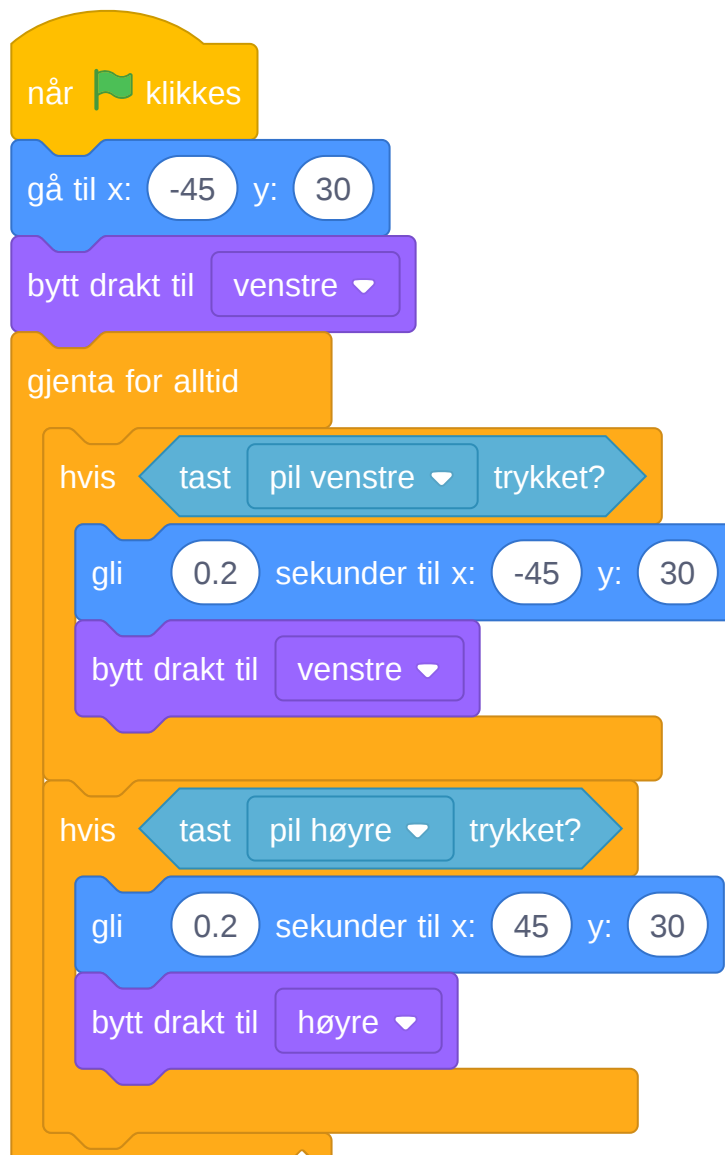 når klikkes
gå til x: -45 y: 30
bytt drakt til venstre
gjenta for alltid
hvis tast pil venstre trykket?
gli 0.2 sekunder til x: -45 y: 30
bytt drakt til venstre
hvis tast pil høyre trykket?
gli 0.2 sekunder til x: 45 y: 30
bytt drakt til høyre